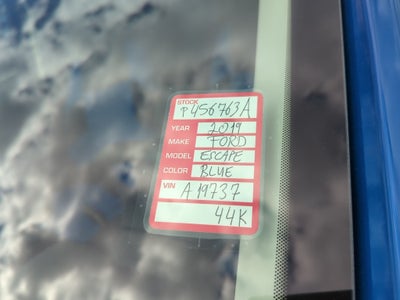 STOCK P456763A
YEAR 2019
MAKE FORD
MODEL ESCAPE
COLOR BLUE
VIN A19737
44K